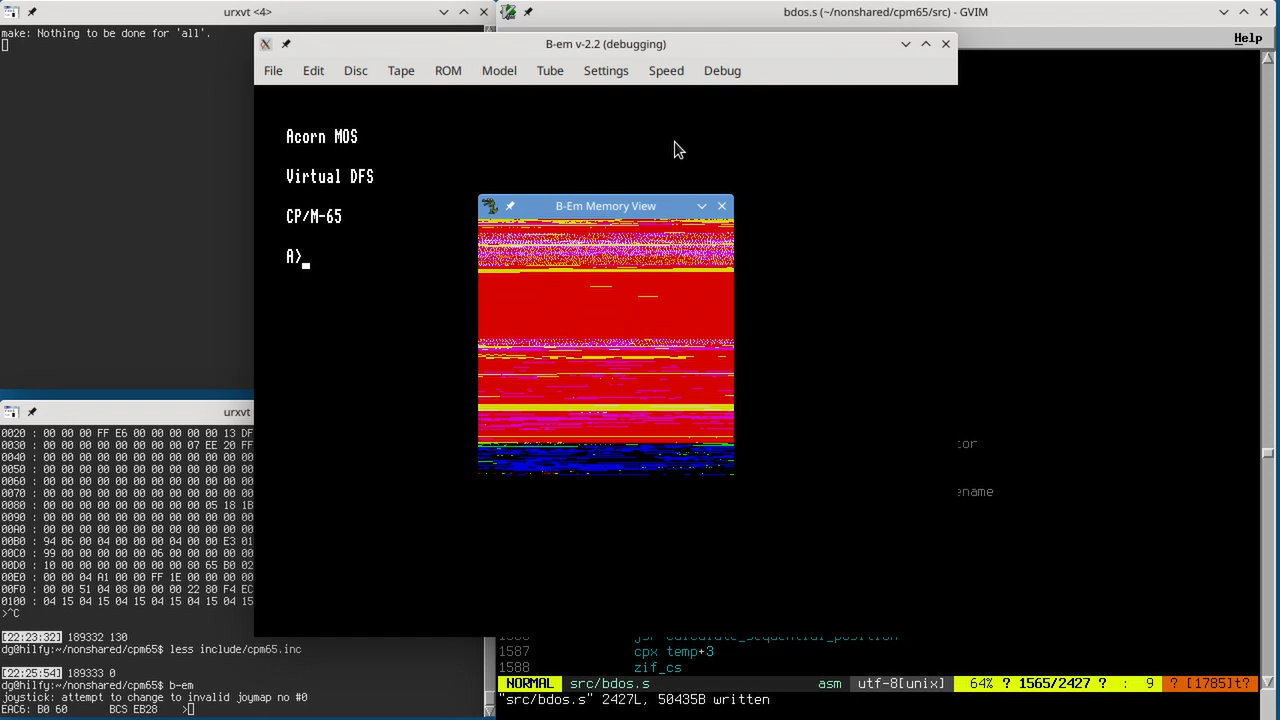 urxvt <4>
make: Nothing to be done for 'all'.
bdos.s (~/nonshared/cpm65/src) - GVIM
Help
B-em v-2.2 (debugging)
File Edit Disc Tape ROM Model Tube Settings Speed Debug
Acorn MOS
Virtual DFS
CP/M-65
A>
B-Em Memory View
urxvt
0020 : 00 00 00 FF E6 00 00 00 00 00 13 DF
0030 : 00 00 00 00 00 00 00 00 07 EE 20 FF
0040 : 00 00 00 00 00 00 00 00 00 00 00 00
0050 : 00 00 00 00 00 00 00 00 00 00 00 00
0060 : 00 00 00 00 00 00 00 00 00 00 00 00
0070 : 00 00 00 00 00 00 00 00 00 00 00 00
0080 : 00 00 00 00 00 00 00 00 00 05 18 1B
0090 : 00 00 00 00 00 00 00 00 00 00 00 00
00A0 : 00 00 00 00 00 00 00 00 00 00 00 00
00B0 : 94 06 00 04 00 00 00 04 00 00 E3 01
00C0 : 99 00 00 00 00 00 06 00 00 00 00 00
00D0 : 10 00 00 00 00 00 00 00 80 65 B0 02
00E0 : 00 00 04 A1 00 00 FF 1E 00 00 00 00
00F0 : 00 00 51 04 08 00 00 00 22 80 F4 EC
0100 : 04 15 04 15 04 15 04 15 04 15 04 15
>^C
[22:23:32] 189332 130
dg@hilfy:~/nonshared/cpm65$ less include/cpm65.inc
[22:25:54] 189333 0
dg@hilfy:~/nonshared/cpm65$ b-em
joystick: attempt to change to invalid joymap no #0
EAC6: B0 60 BCS EB28 >
tor
ename
jsr calculate_sequential_position
1587 cpx temp+3
1588 zif_cs
NORMAL src/bdos.s asm utf-8[unix] 64% ? 1565/2427 ? : 9 ? [1785]t?
"src/bdos.s" 2427L, 50435B written